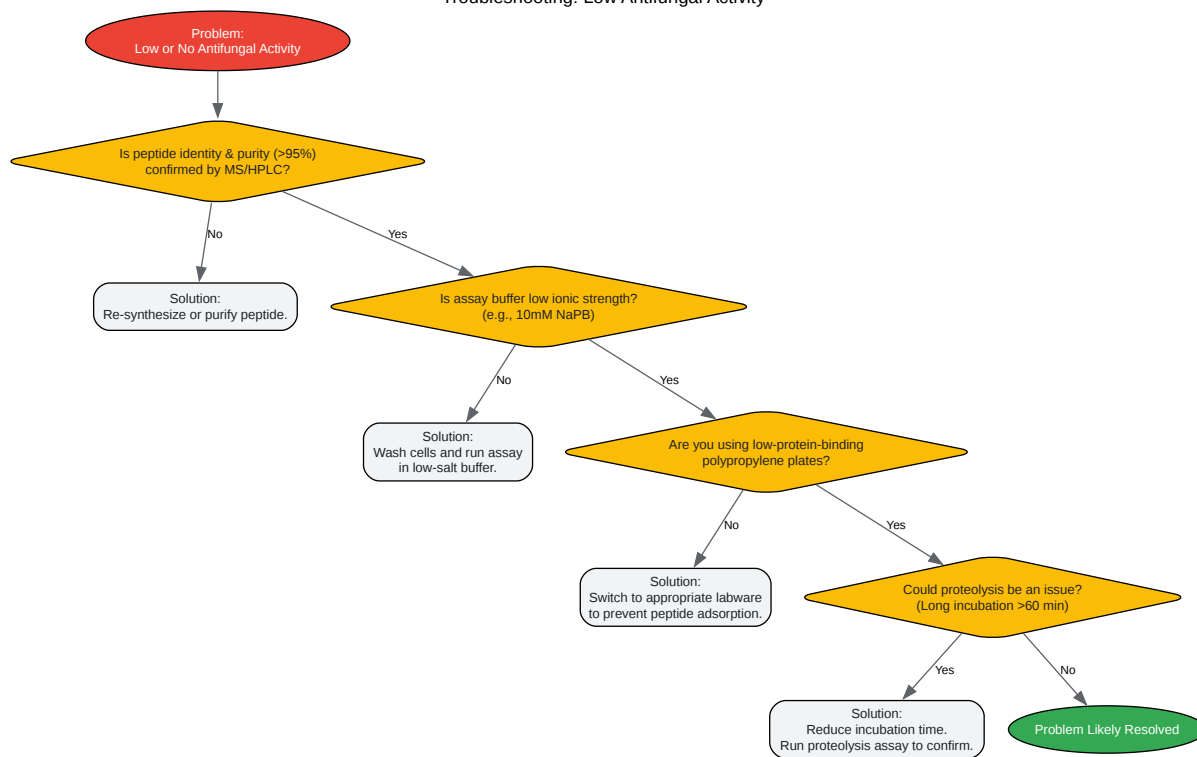 Troubleshooting: Low Antifungal Activity
Problem:
Low or No Antifungal Activity
Is peptide identity & purity (>95%)
confirmed by MS/HPLC?
No
Yes
Solution:
Re-synthesize or purify peptide.
Is assay buffer low ionic strength?
(e.g., 10mM NaPB)
No
Yes
Solution:
Wash cells and run assay
in low-salt buffer.
Are you using low-protein-binding
polypropylene plates?
No
Yes
Solution:
Switch to appropriate labware
to prevent peptide adsorption.
Could proteolysis be an issue?
(Long incubation >60 min)
Yes
No
Solution:
Reduce incubation time.
Run proteolysis assay to confirm.
Problem Likely Resolved